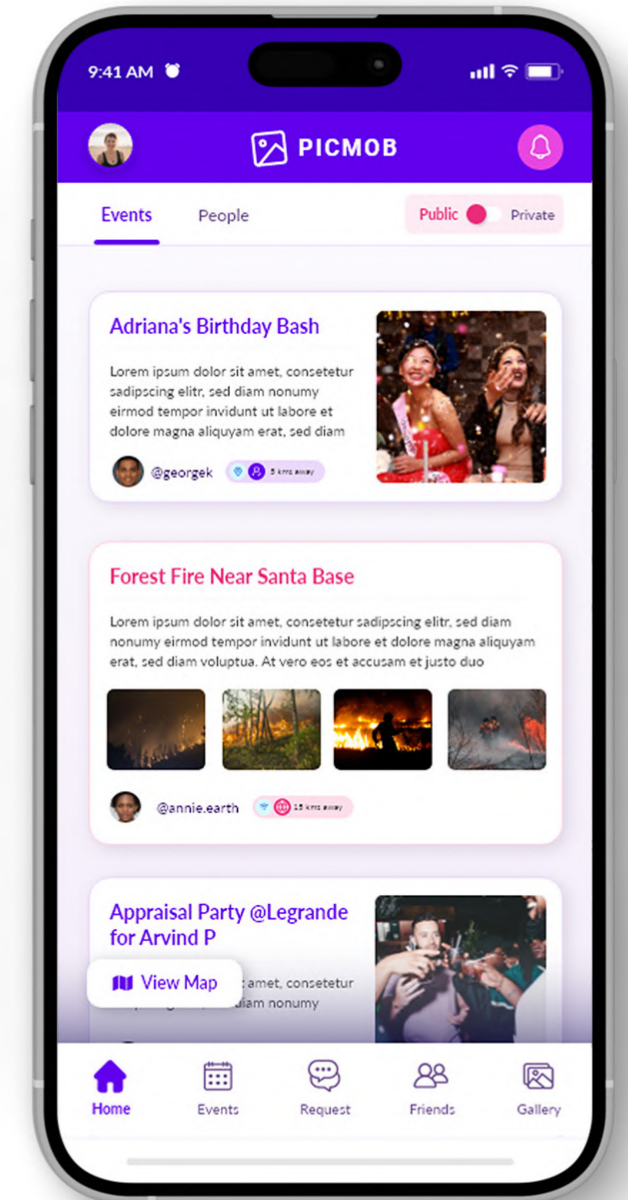 9:41 AM
PICMOB
Events People Public Private
Adriana's Birthday Bash
Lorem ipsum dolor sit amet, consetetur
sadipscing elitr, sed diam nonumy
eirmod tempor invidunt ut labore et
dolore magna aliquyam erat, sed diam
@georgek 5 kms away
Forest Fire Near Santa Base
Lorem ipsum dolor sit amet, consetetur sadipscing elitr, sed diam
nonumy eirmod tempor invidunt ut labore et dolore magna aliquyam
erat, sed diam voluptua. At vero eos et accusam et justo duo
@annie.earth 15 kms away
Appraisal Party @Legrande
for Arvind P
amet, consetetur
diam nonumy
View Map
Home Events Request Friends Gallery